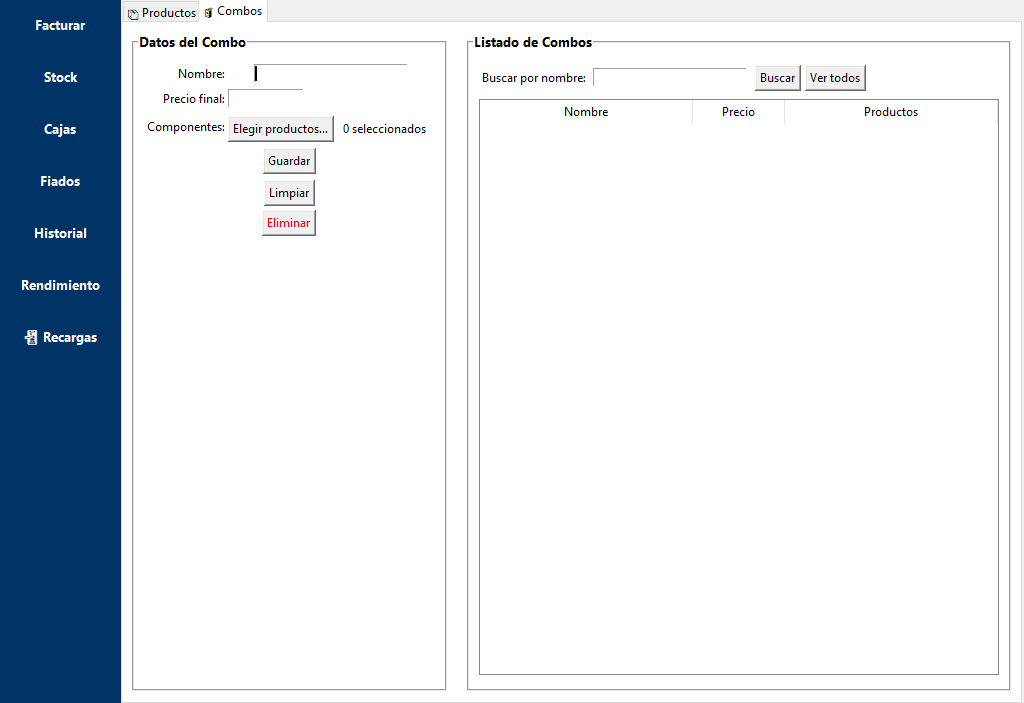 Facturar
Stock
Cajas
Fiados
Historial
Rendimiento
Recargas
Productos
Combos
Datos del Combo
Nombre:
Precio final:
Componentes: Elegir productos... 0 seleccionados
Guardar
Limpiar
Eliminar
Listado de Combos
Buscar por nombre: Buscar Ver todos
Nombre Precio Productos